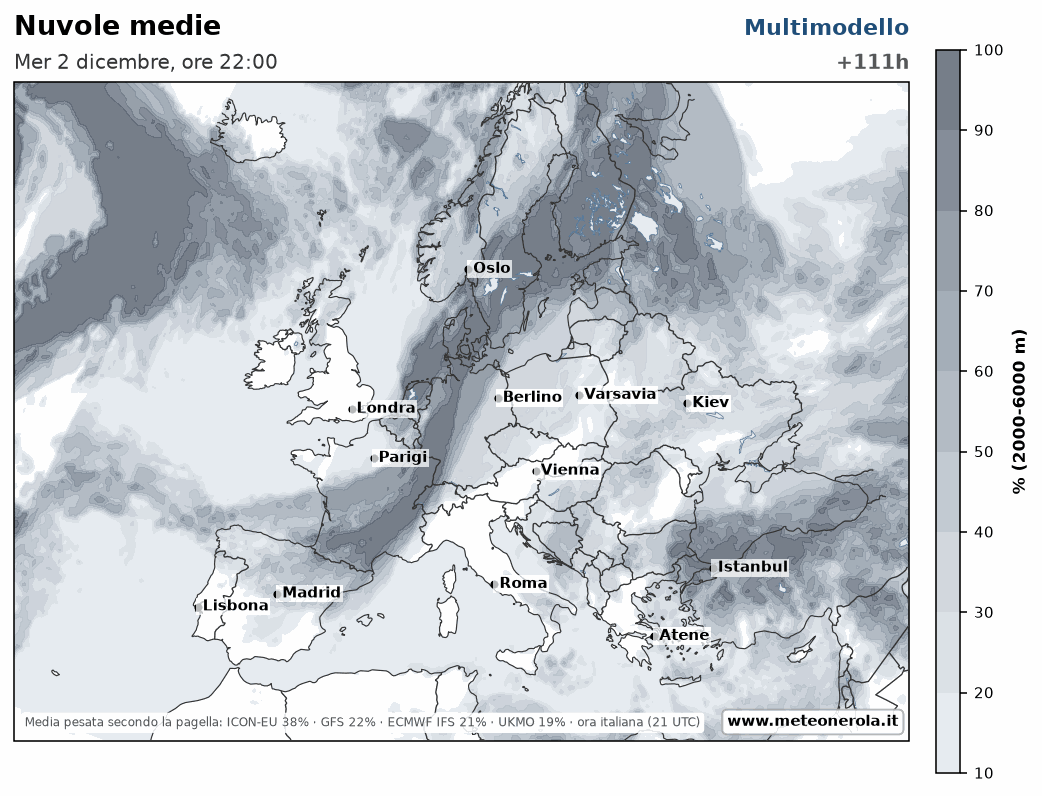 Nuvole medie
Multimodello
Mer 2 dicembre, ore 22:00
+111h
100
90
80
70
60
50
40
30
20
10
% (2000-6000 m)
Oslo
Londra
Berlino
Varsavia
Kiev
Parigi
Vienna
Istanbul
Roma
Madrid
Lisbona
Atene
Media pesata secondo la pagella: ICON-EU 38% · GFS 22% · ECMWF IFS 21% · UKMO 19% · ora italiana (21 UTC)
www.meteonerola.it